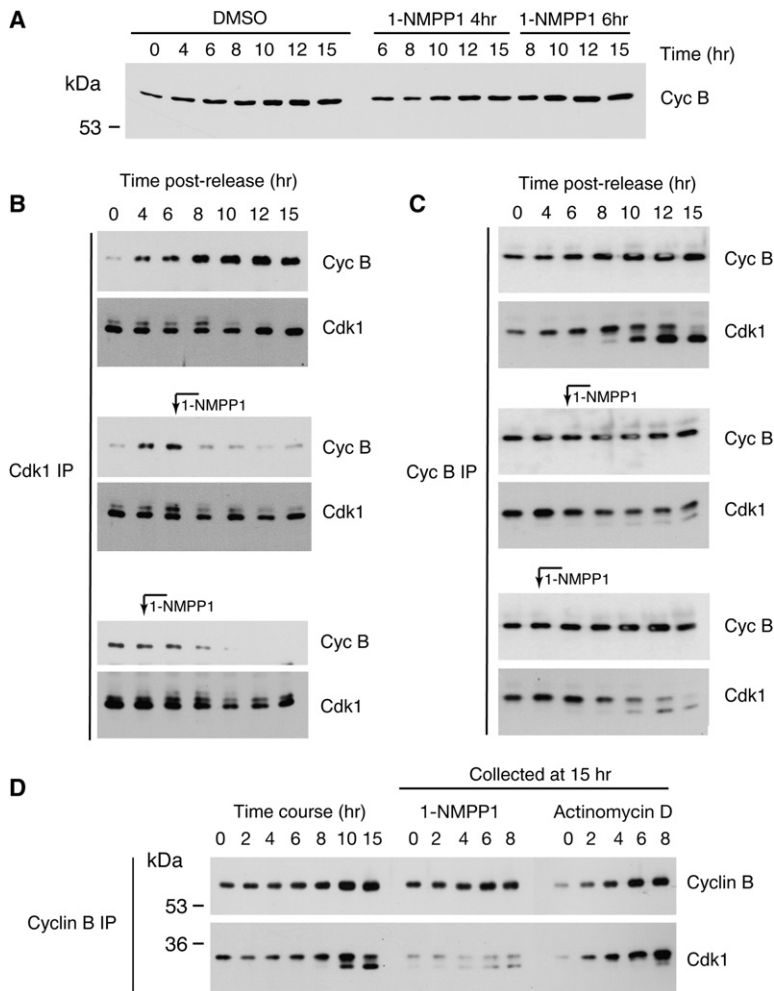 A
DMSO 1-NMPP1 4hr 1-NMPP1 6hr
0 4 6 8 10 12 15 6 8 10 12 15 8 10 12 15 Time (hr)
kDa
Cyc B
53
B
Time post-release (hr)
0 4 6 8 10 12 15
Cyc B
Cdk1
1-NMPP1
Cyc B
Cdk1 IP
Cdk1
1-NMPP1
Cyc B
Cdk1
C
Time post-release (hr)
0 4 6 8 10 12 15
Cyc B
Cdk1
1-NMPP1
Cyc B
Cyc B IP
Cdk1
1-NMPP1
Cyc B
Cdk1
D
Collected at 15 hr
Time course (hr) 1-NMPP1 Actinomycin D
0 2 4 6 8 10 15 0 2 4 6 8 0 2 4 6 8
kDa
Cyclin B
53
Cyclin B IP
36
Cdk1